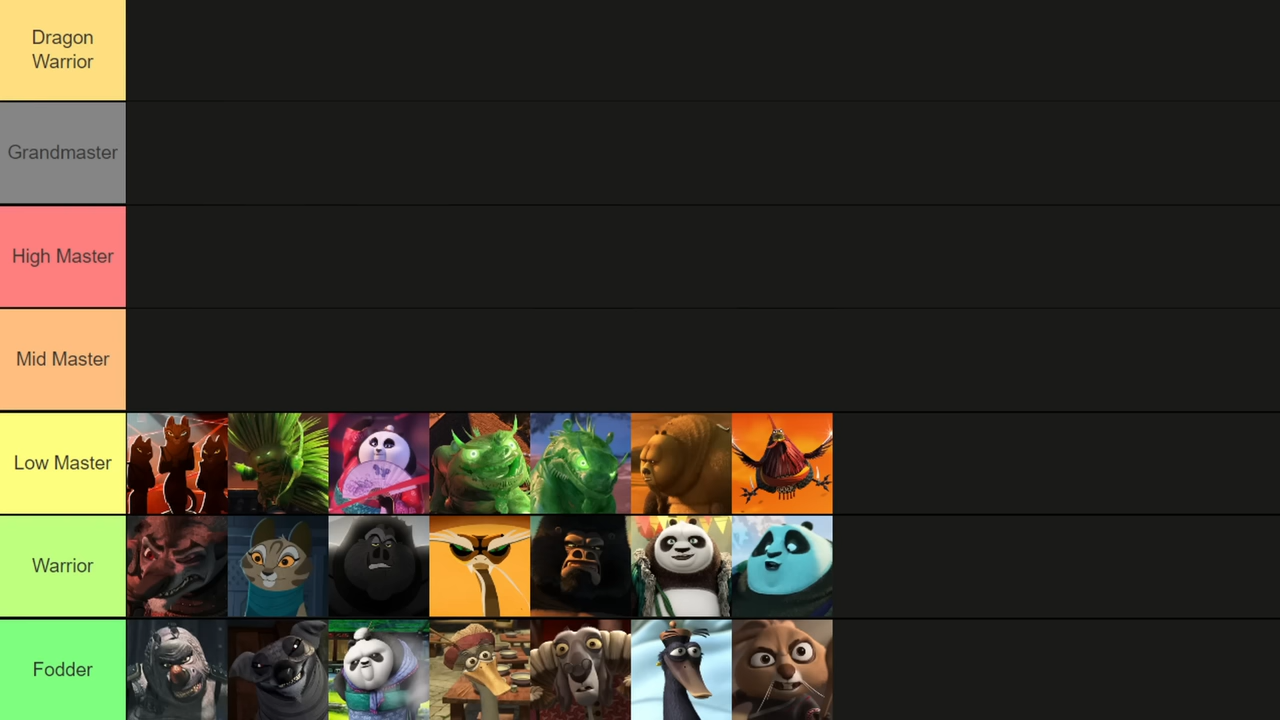 Dragon
Warrior
Grandmaster
High Master
Mid Master
Low Master
Warrior
Fodder